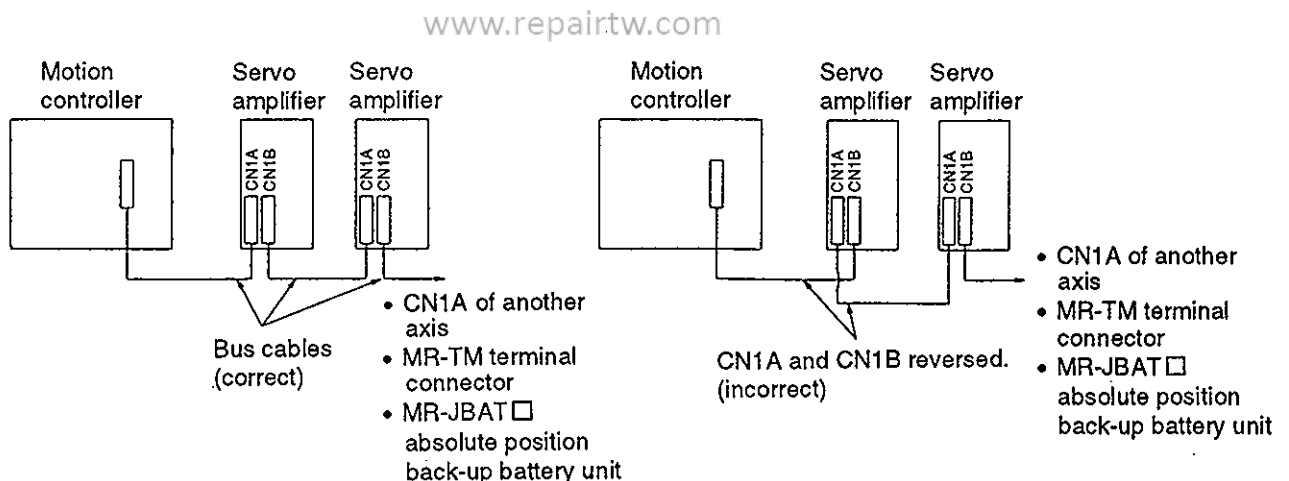 www.repairtw.com
Motion
controller
Servo
amplifier
Servo
amplifier
CN1A
CN1B
CN1A
CN1B
Bus cables
(correct)
• CN1A of another
axis
• MR-TM terminal
connector
• MR-JBAT□
absolute position
back-up battery unit
Motion
controller
Servo
amplifier
Servo
amplifier
CN1A
CN1B
CN1A
CN1B
CN1A and CN1B reversed.
(incorrect)
• CN1A of another
axis
• MR-TM terminal
connector
• MR-JBAT□
absolute position
back-up battery unit